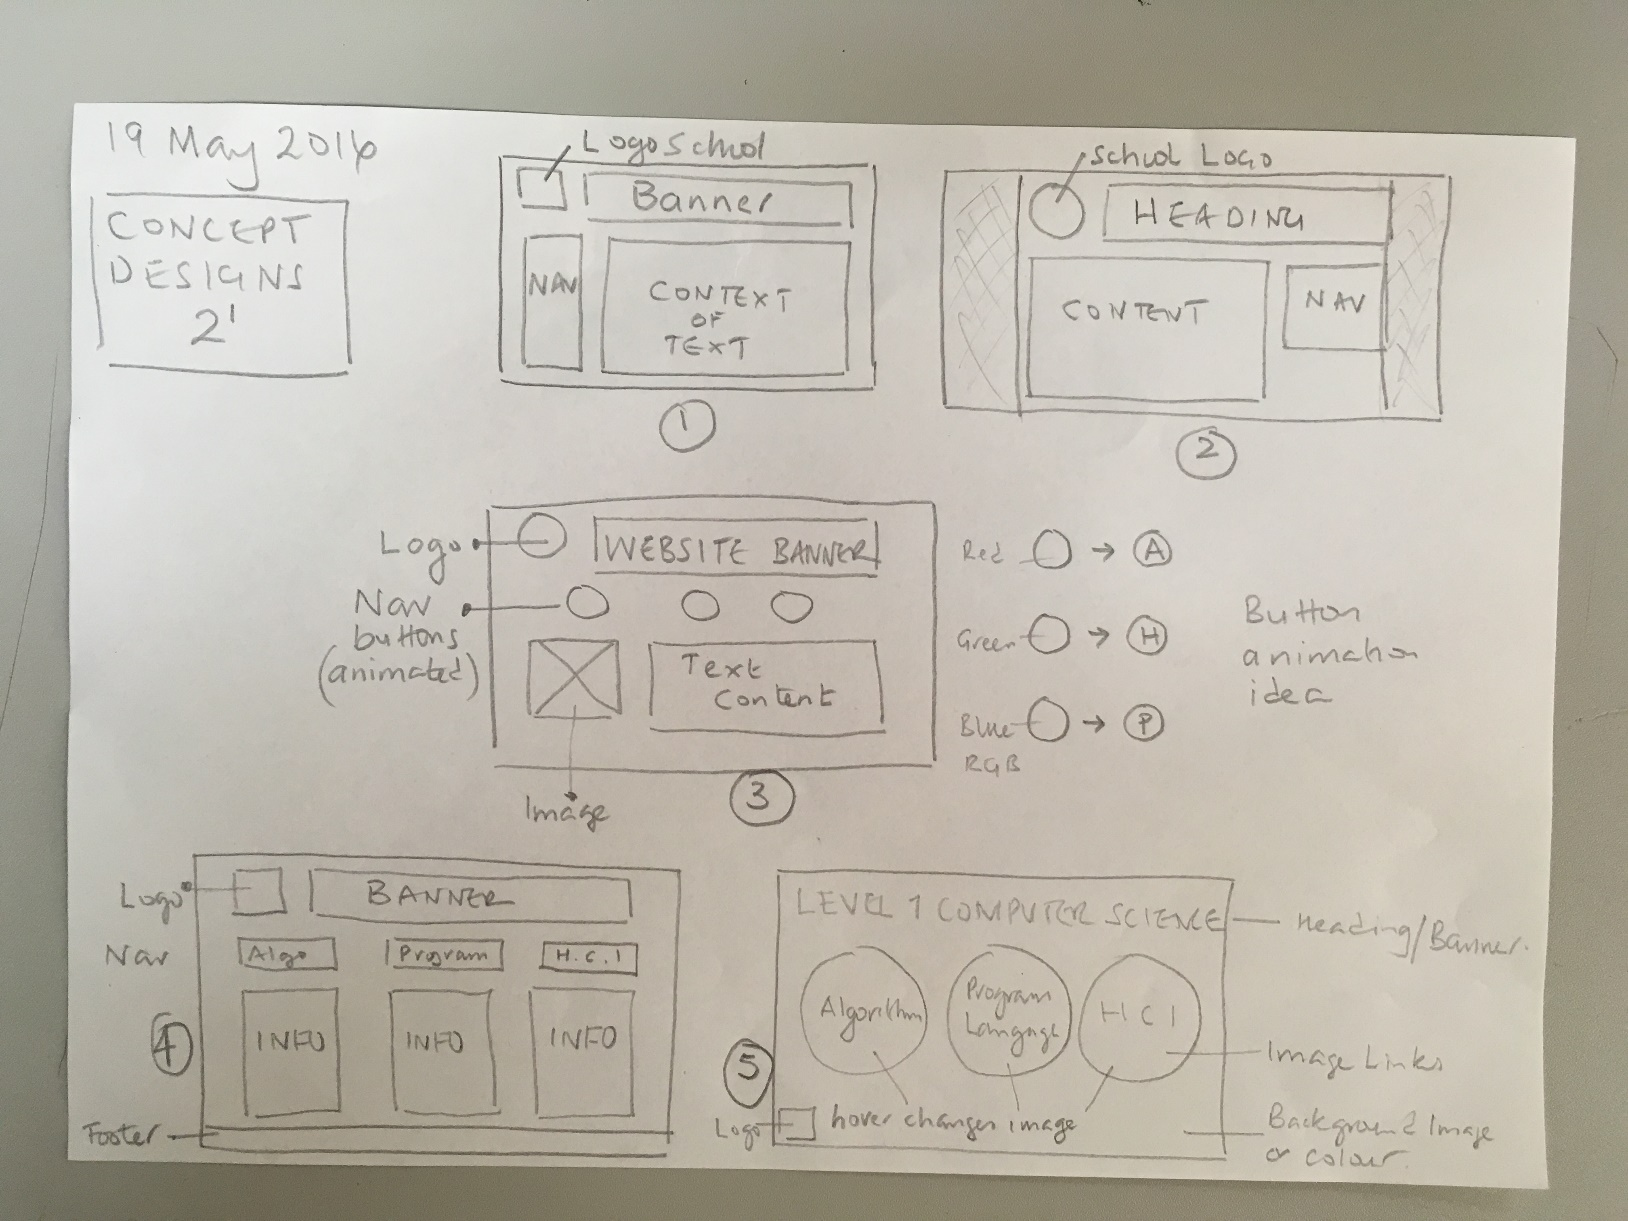 19 May 2016
CONCEPT
DESIGNS
2'
Logo School
Banner
NAV
CONTEXT
OF
TEXT
1
School Logo
HEADING
CONTENT
NAV
2
Logo
WEBSITE BANNER
Nav
buttons
(animated)
Text
Content
Image
3
Red → A
Green → H
Blue → P
RGB
Button
animation
idea
Logo
BANNER
Nav
Algo
Program
H.C.I
INFO
INFO
INFO
4
Footer
LEVEL 1 COMPUTER SCIENCE
Heading/Banner.
Algorithm
Program
Langage
HCI
Image Links
5
Logo
hover changes image
Background Image
or colour.